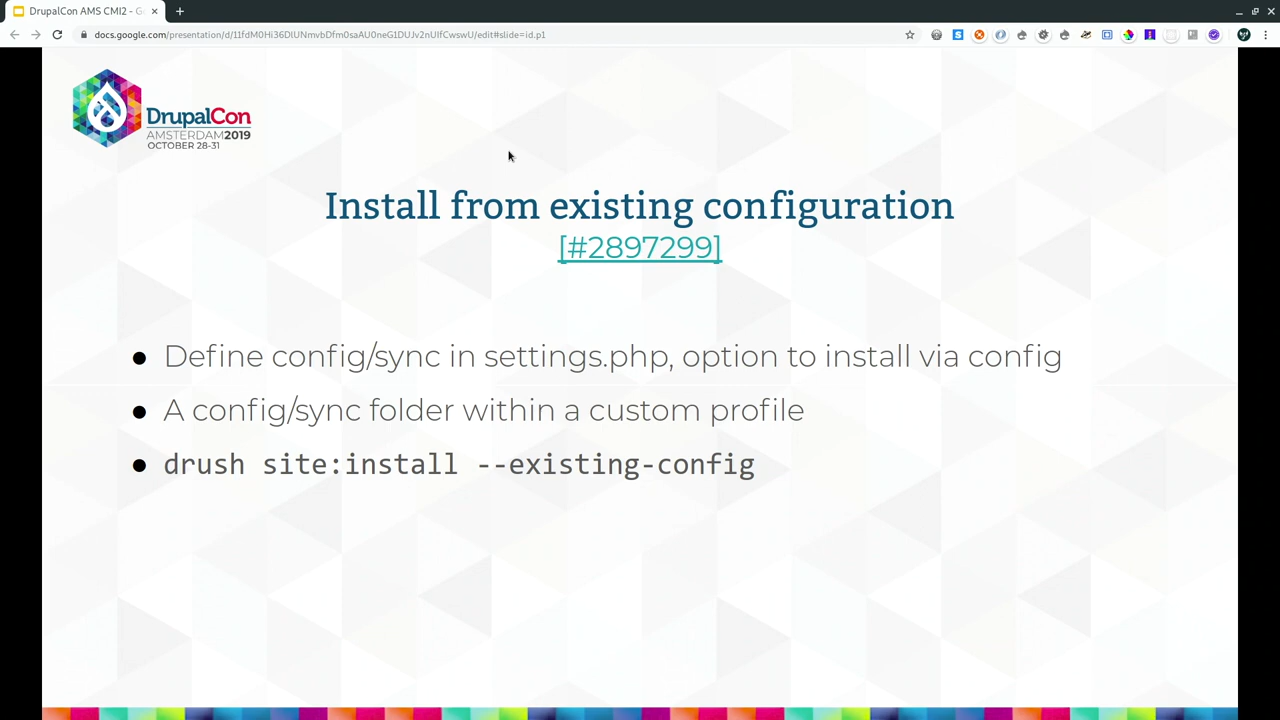 DrupalCon AMS CMI2 - G
docs.google.com/presentation/d/11fdM0Hi36DlUNmvbDfm0saAU0neG1DUJv2nUIfCwswU/edit#slide=id.p1
DrupalCon
AMSTERDAM2019
OCTOBER 28-31
Install from existing configuration
[#2897299]
● Define config/sync in settings.php, option to install via config
● A config/sync folder within a custom profile
● drush site:install --existing-config